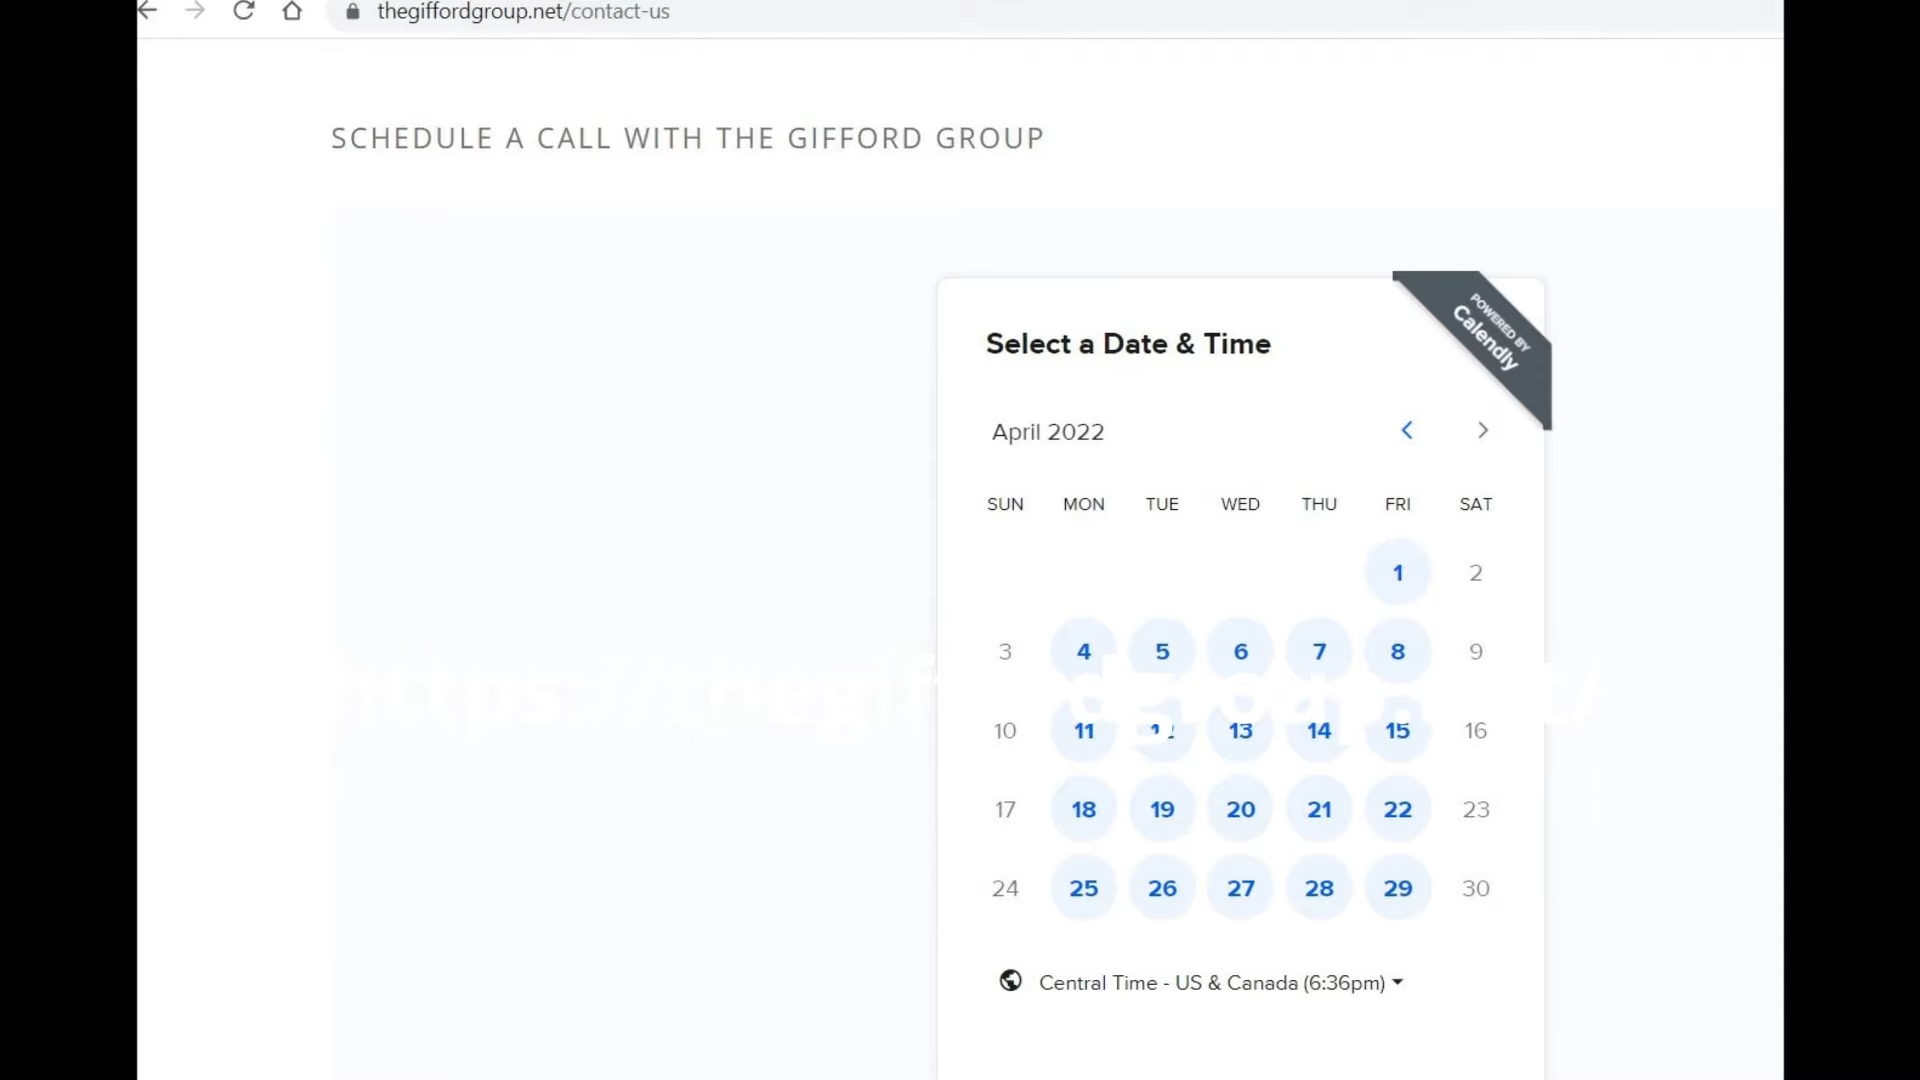 thegiffordgroup.net/contact-us
SCHEDULE A CALL WITH THE GIFFORD GROUP
POWERED BY
Calendly
Select a Date & Time
April 2022
SUN MON TUE WED THU FRI SAT
1 2
3 4 5 6 7 8 9
https://thegif
10 11 12 13 14 15 16
17 18 19 20 21 22 23
24 25 26 27 28 29 30
Central Time - US & Canada (6:36pm)